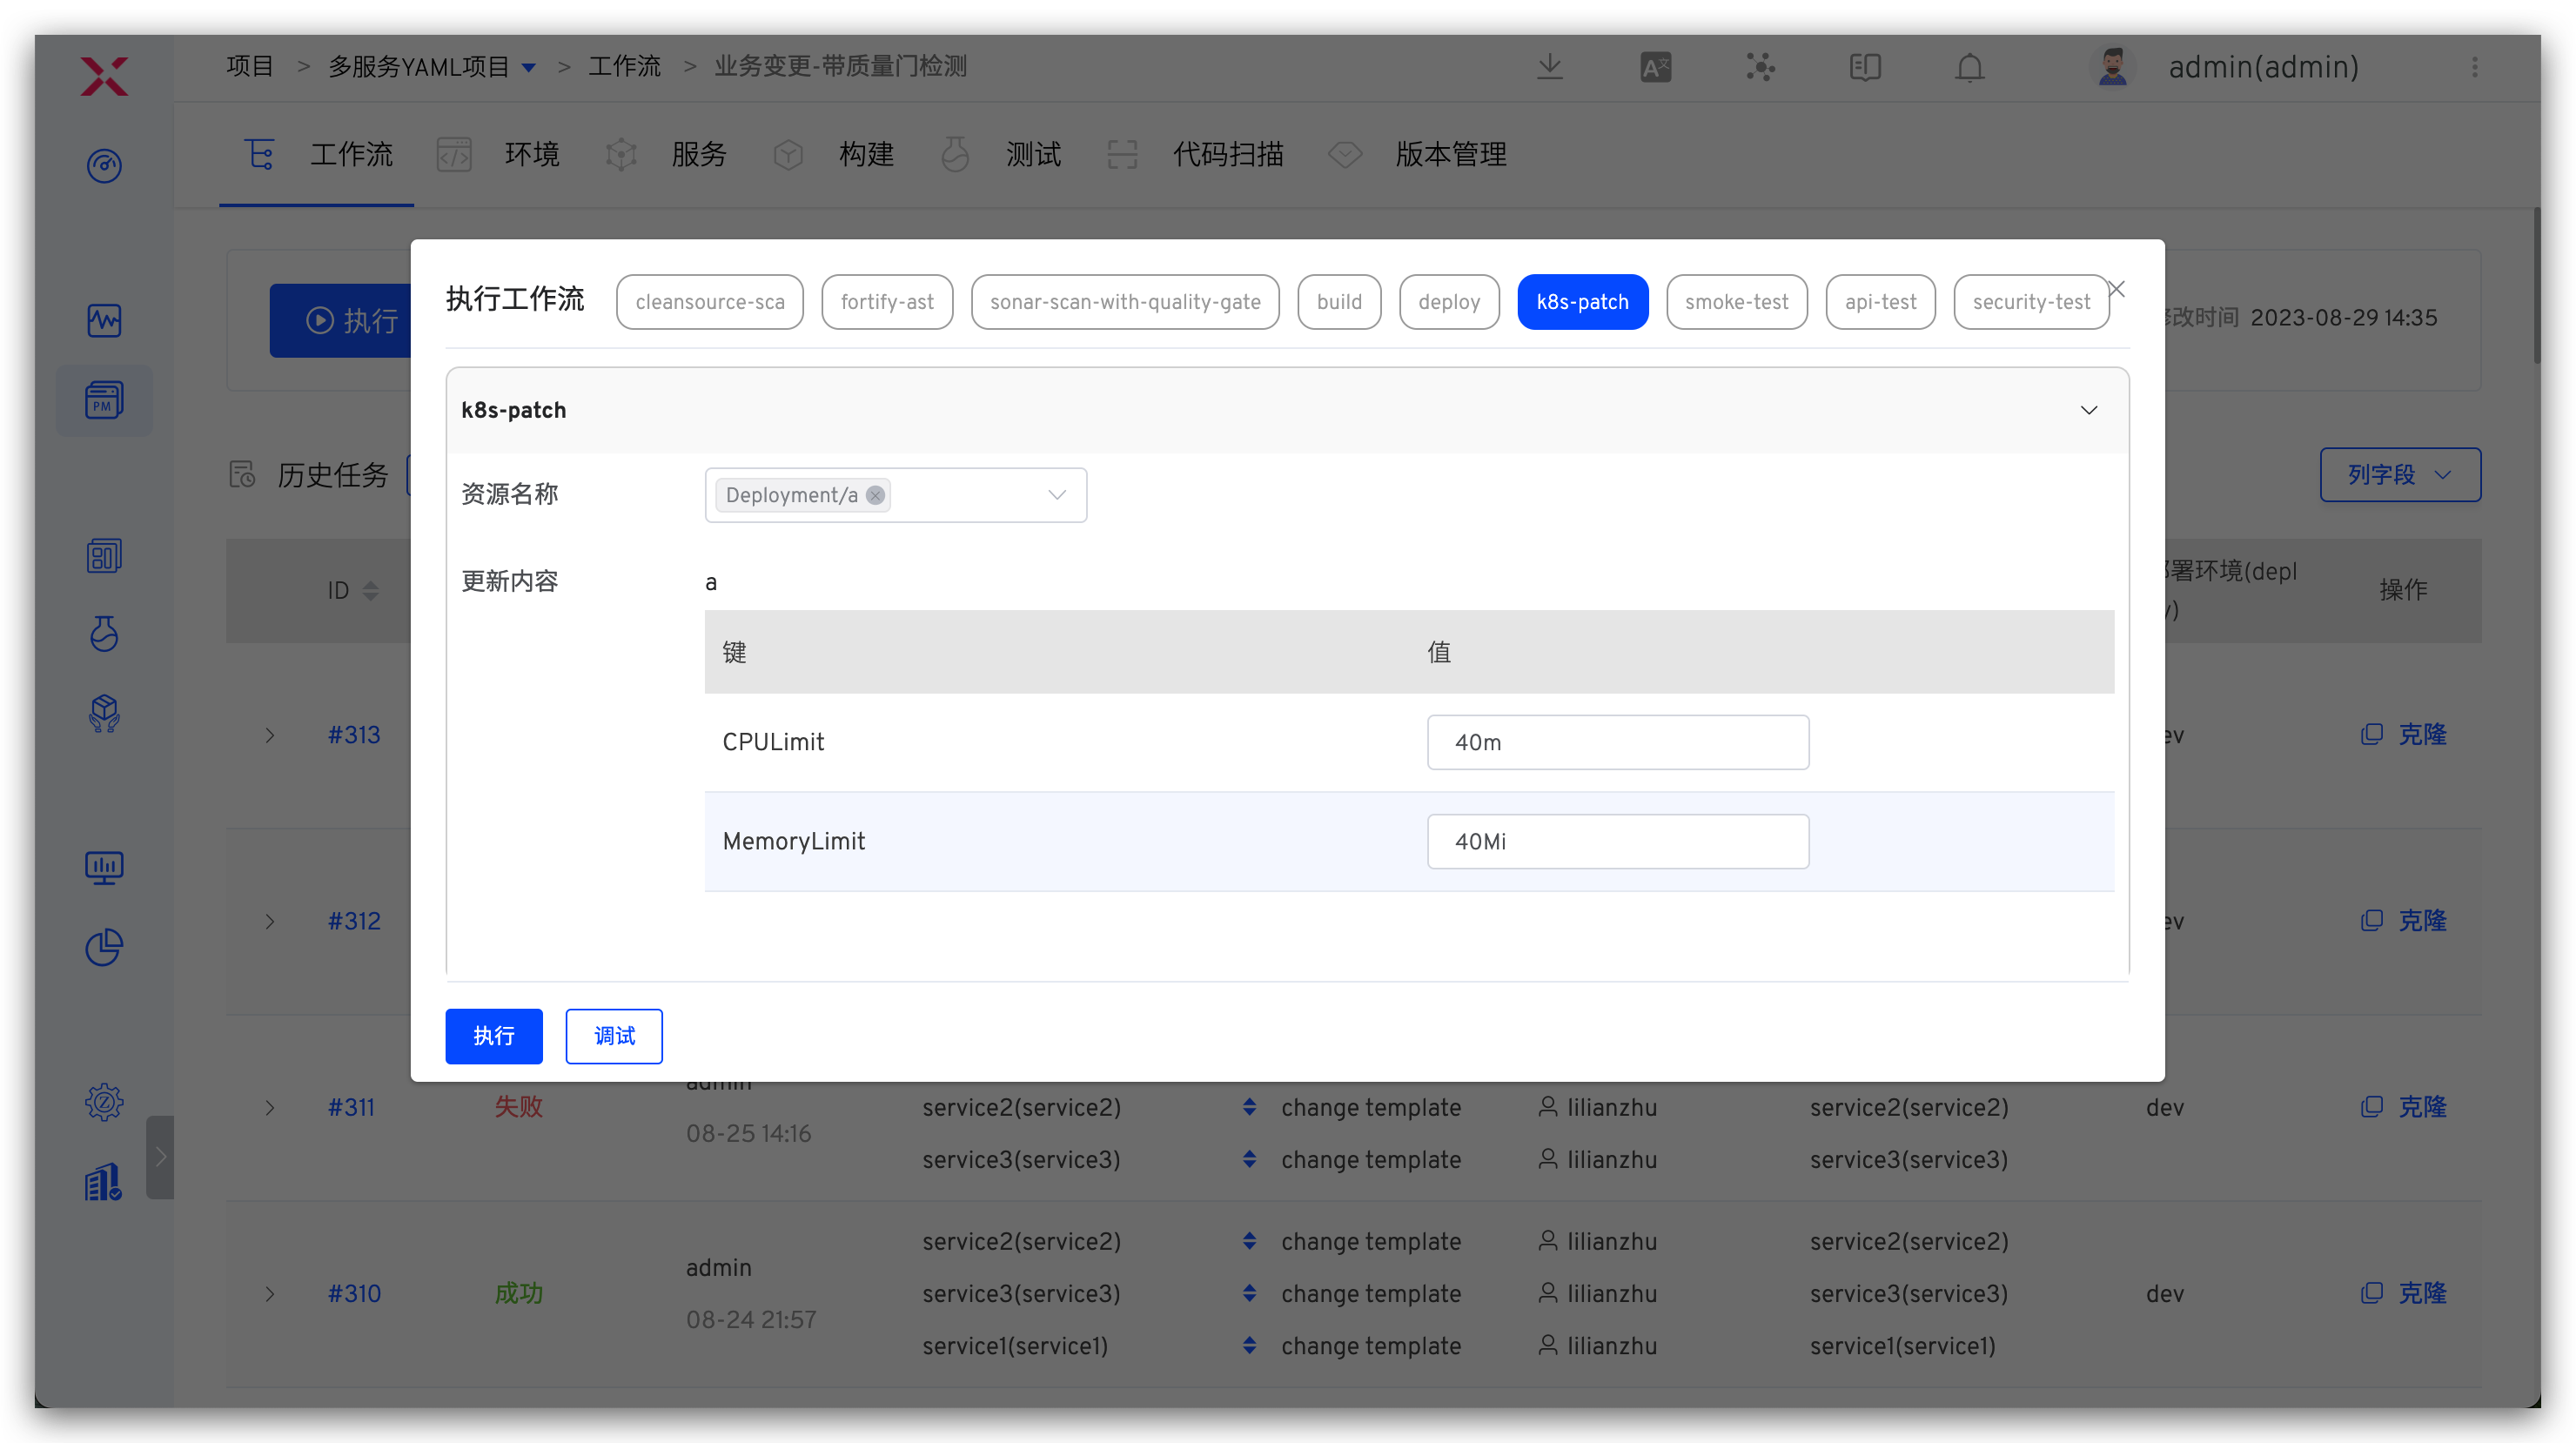 项目 > 多服务YAML项目 > 工作流 > 业务变更-带质量门检测
admin(admin)
工作流 环境 服务 构建 测试 代码扫描 版本管理
PM
执行
改时间 2023-08-29 14:35
执行工作流 cleansource-sca fortify-ast sonar-scan-with-quality-gate build deploy k8s-patch smoke-test api-test security-test
k8s-patch
历史任务
列字段
资源名称 Deployment/a
更新内容 a
ID
署环境(depl
y)
操作
键 值
#313 ev 克隆
CPULimit 40m
MemoryLimit 40Mi
#312 ev 克隆
执行 调试
#311 失败 admin
08-25 14:16
service2(service2) change template lilianzhu service2(service2)
service3(service3) change template lilianzhu service3(service3)
dev 克隆
#310 成功 admin
08-24 21:57
service2(service2) change template lilianzhu service2(service2)
service3(service3) change template lilianzhu service3(service3)
service1(service1) change template lilianzhu service1(service1)
dev 克隆